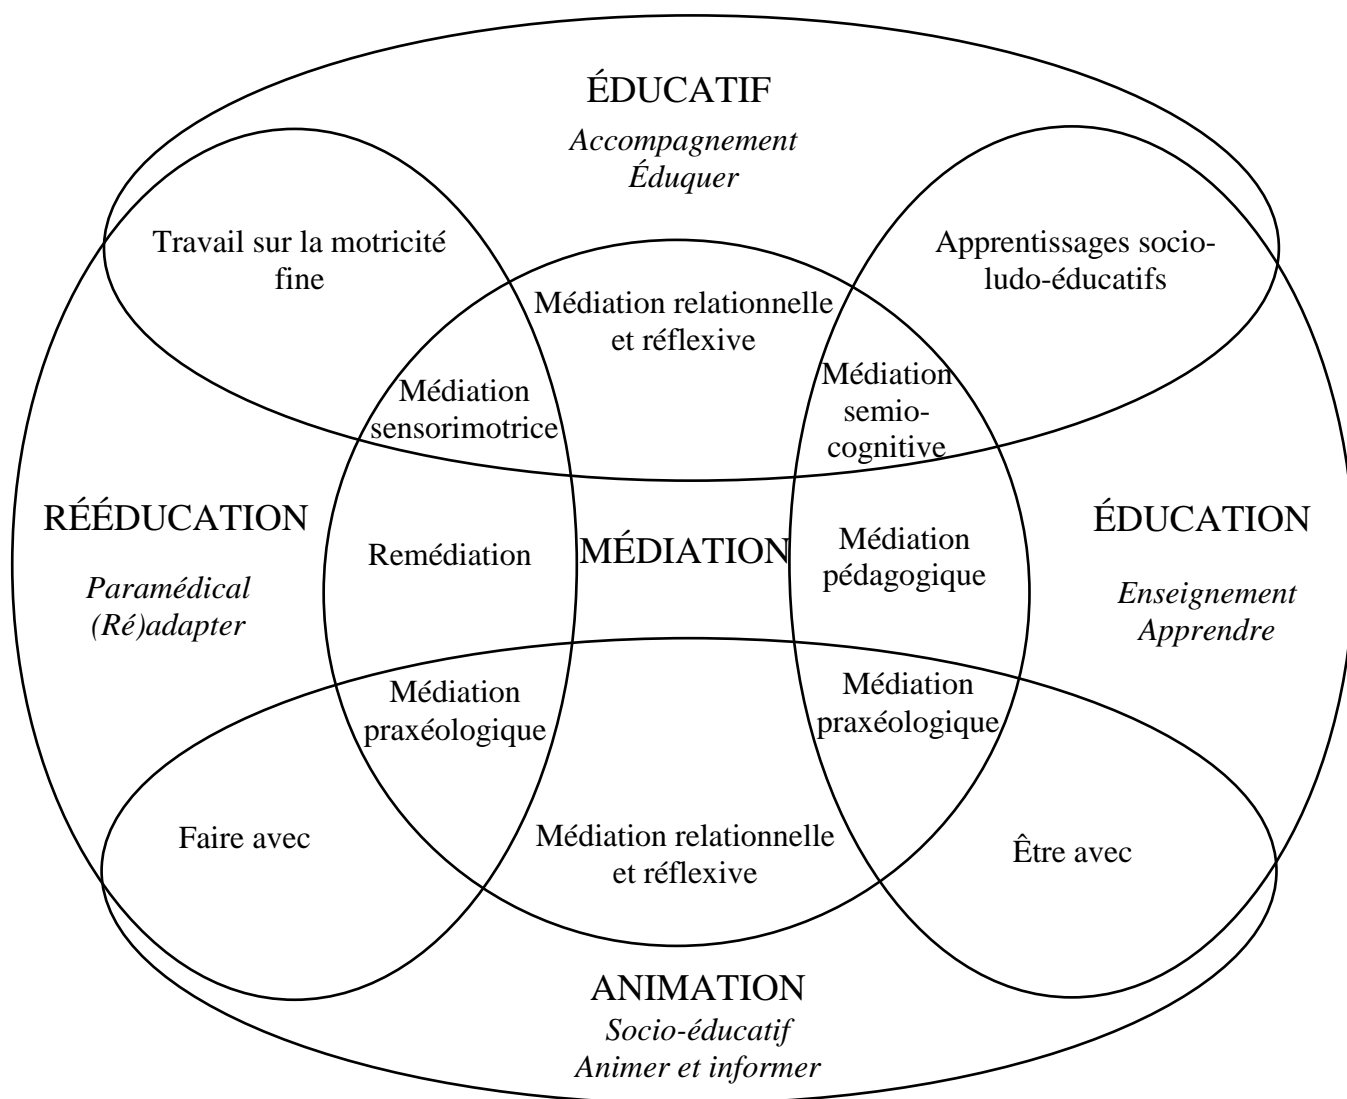 ÉDUCATIF
Accompagnement
Éduquer
Travail sur la motricité
fine
Apprentissages socio-
ludo-éducatifs
Médiation relationnelle
et réflexive
Médiation
sensorimotrice
Médiation
semio-
cognitive
RÉÉDUCATION
Paramédical
(Ré)adapter
Remédiation
MÉDIATION
Médiation
pédagogique
ÉDUCATION
Enseignement
Apprendre
Médiation
praxéologique
Médiation
praxéologique
Faire avec
Médiation relationnelle
et réflexive
Être avec
ANIMATION
Socio-éducatif
Animer et informer